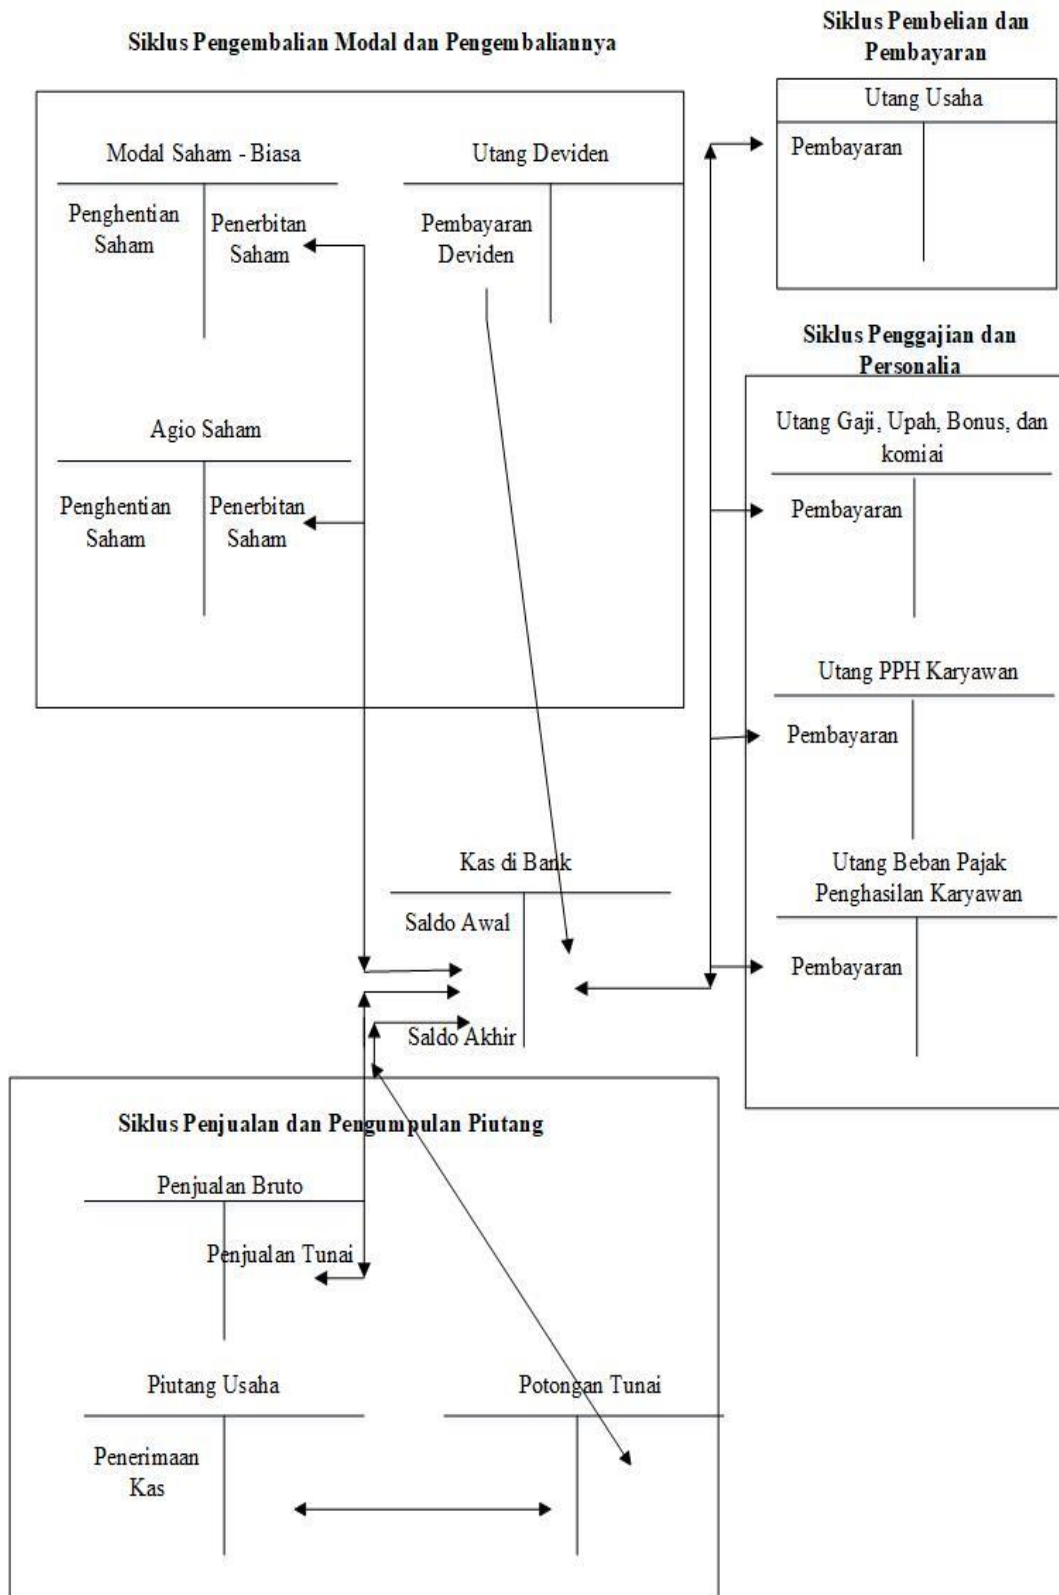 Siklus Pengembalian Modal dan Pengembaliannya
Modal Saham - Biasa
Penghentian
Saham
Penerbitan
Saham
Utang Deviden
Pembayaran
Deviden
Agio Saham
Penghentian
Saham
Penerbitan
Saham
Siklus Pembelian dan
Pembayaran
Utang Usaha
Pembayaran
Siklus Penggajian dan
Personalia
Utang Gaji, Upah, Bonus, dan
komiai
Pembayaran
Utang PPH Karyawan
Pembayaran
Utang Beban Pajak
Penghasilan Karyawan
Pembayaran
Kas di Bank
Saldo Awal
Saldo Akhir
Siklus Penjualan dan Pengumpulan Piutang
Penjualan Bruto
Penjualan Tunai
Piutang Usaha
Penerimaan
Kas
Potongan Tunai